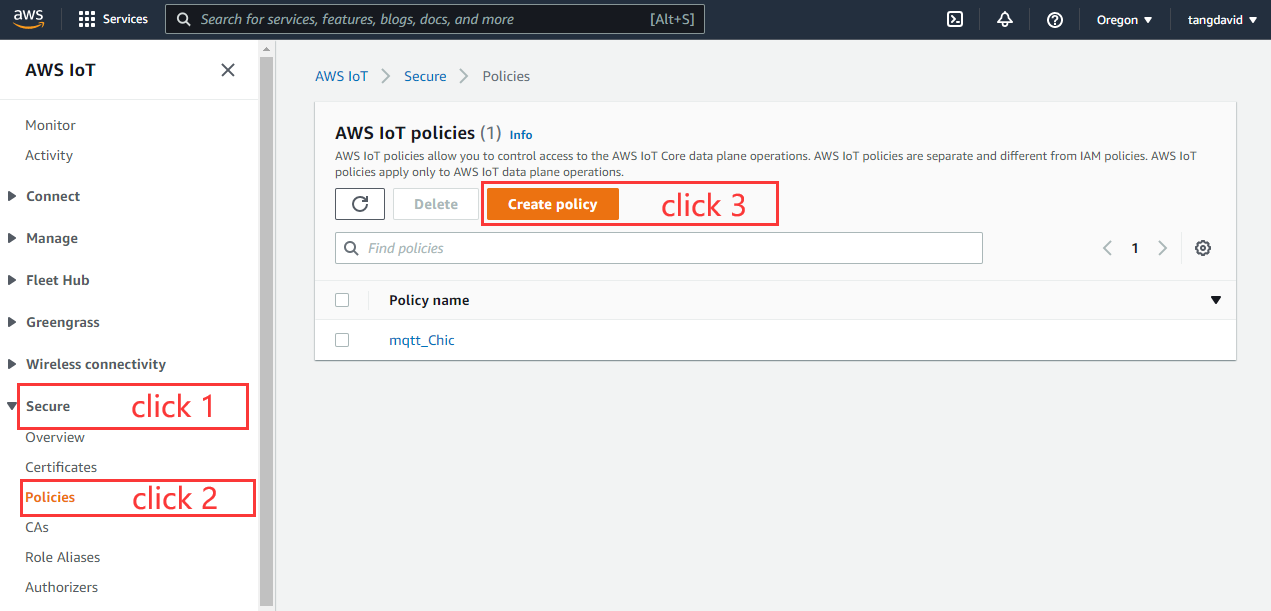 aws
Services
Search for services, features, blogs, docs, and more
[Alt+S]
Oregon
tangdavid
AWS IoT
Monitor
Activity
Connect
Manage
Fleet Hub
Greengrass
Wireless connectivity
Secure
click 1
Overview
Certificates
Policies
click 2
CAs
Role Aliases
Authorizers
AWS IoT
Secure
Policies
AWS IoT policies (1) Info
AWS IoT policies allow you to control access to the AWS IoT Core data plane operations. AWS IoT policies are separate and different from IAM policies. AWS IoT
policies apply only to AWS IoT data plane operations.
Delete
Create policy
click 3
Find policies
1
Policy name
mqtt_Chic